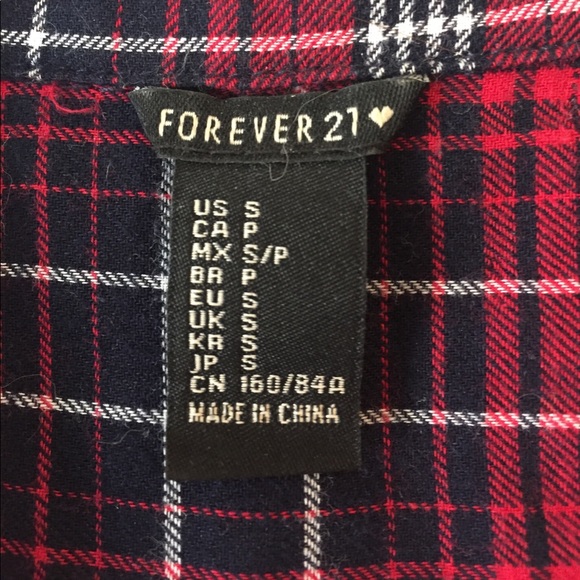 FOREVER 21 ❤
US S
CA P
MX S/P
BR P
EU S
UK S
KR S
JP S
CN 160/84A
MADE IN CHINA